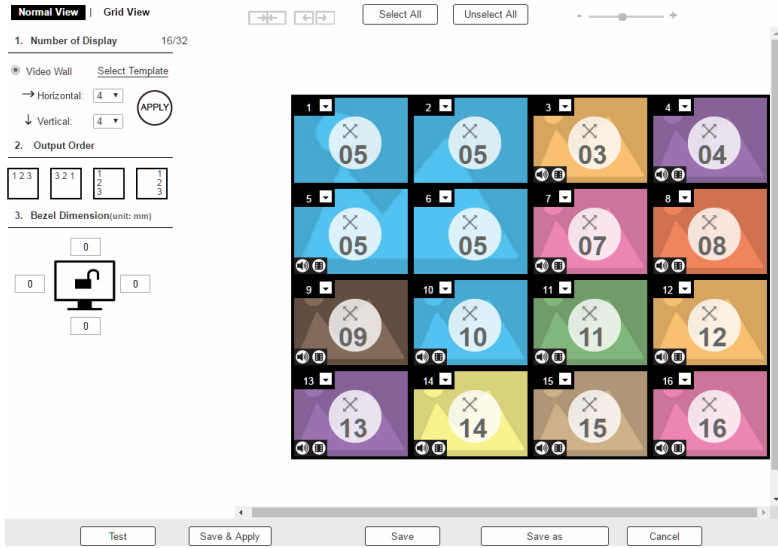 Normal View | Grid View
Select All Unselect All - +
1. Number of Display 16/32
Video Wall Select Template
Horizontal: 4
Vertical: 4
APPLY
2. Output Order
1 2 3 3 2 1 1 1
2 2
3 3
3. Bezel Dimension(unit: mm)
0
0 0
0
1 2 3 4
05 05 03 04
5 6 7 8
05 05 07 08
9 10 11 12
09 10 11 12
13 14 15 16
13 14 15 16
Test Save & Apply Save Save as Cancel